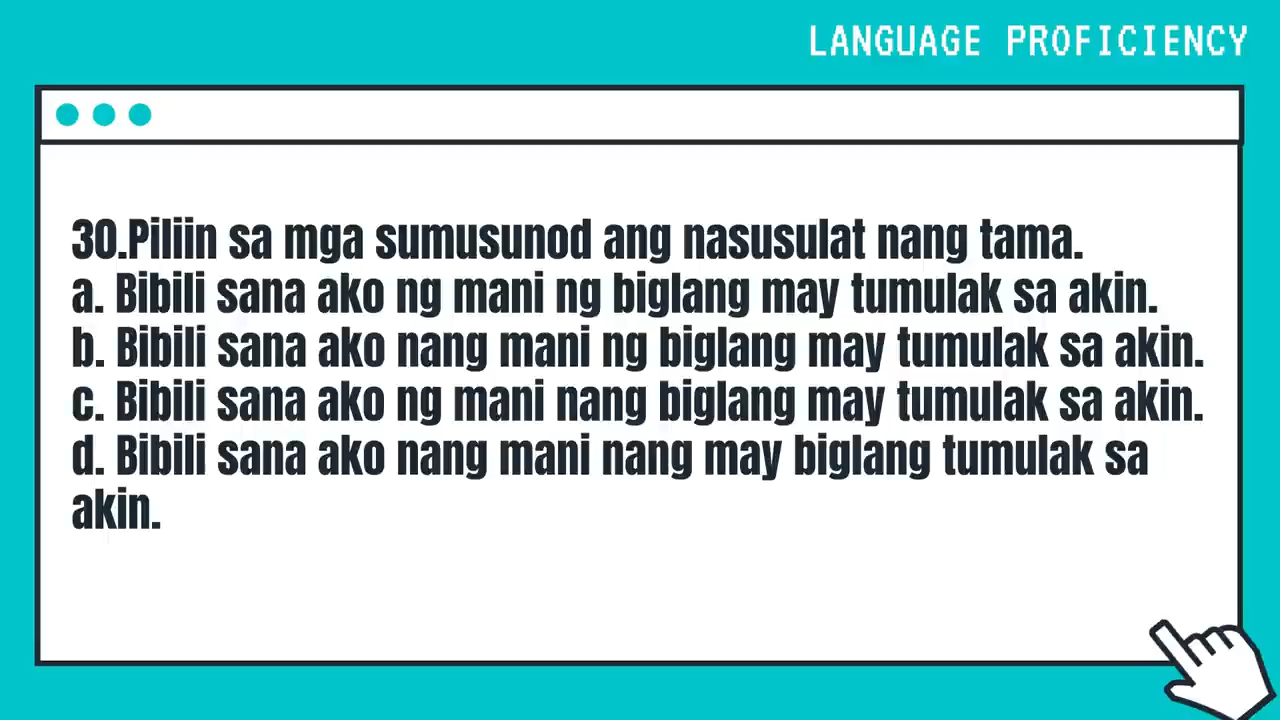 LANGUAGE PROFICIENCY
30.Piliin sa mga sumusunod ang nasusulat nang tama.
a. Bibili sana ako ng mani ng biglang may tumulak sa akin.
b. Bibili sana ako nang mani ng biglang may tumulak sa akin.
c. Bibili sana ako ng mani nang biglang may tumulak sa akin.
d. Bibili sana ako nang mani nang may biglang tumulak sa
akin.